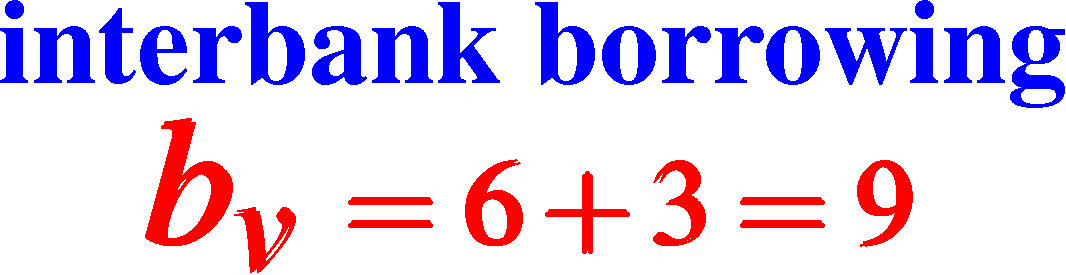 interbank borrowing
b_v = 6 + 3 = 9